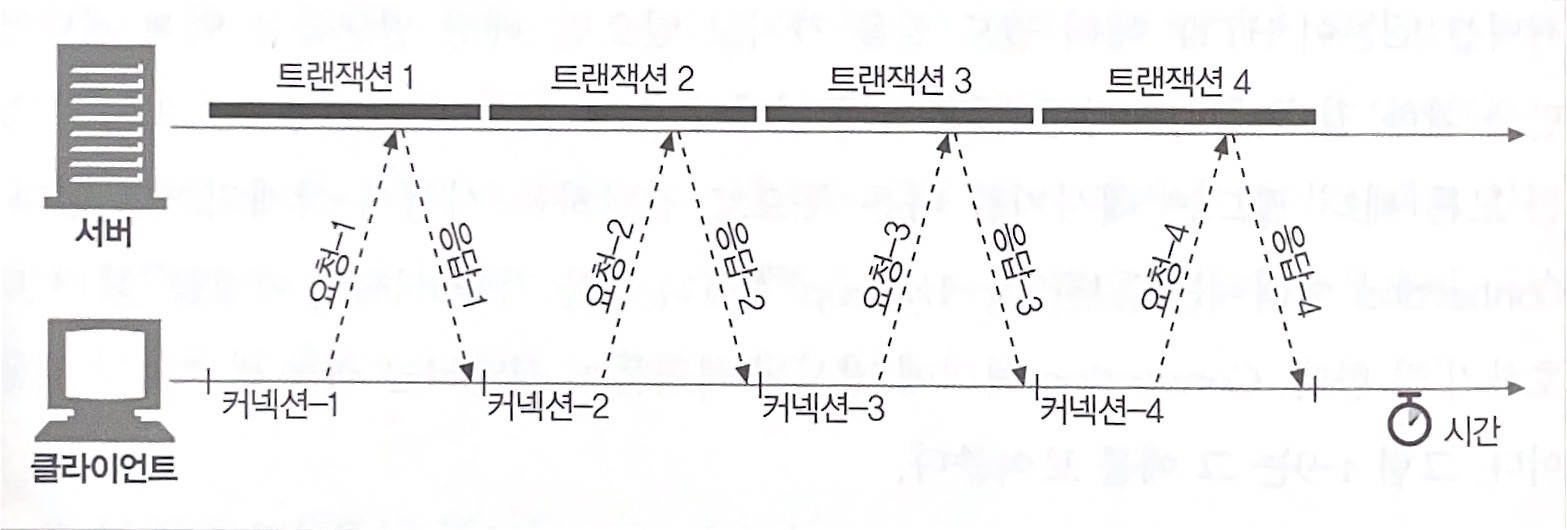 트랜잭션 1
트랜잭션 2
트랜잭션 3
트랜잭션 4
서버
요청–1
응답–1
요청–2
응답–2
요청–3
응답–3
요청–4
응답–4
커넥션–1
커넥션–2
커넥션–3
커넥션–4
시간
클라이언트